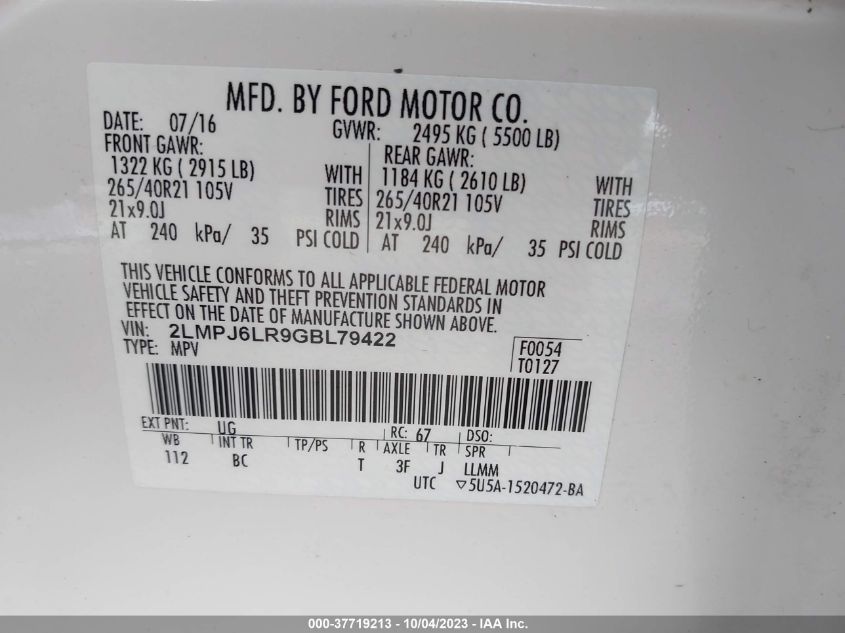 MFD. BY FORD MOTOR CO.
DATE: 07/16 GVWR: 2495 KG ( 5500 LB)
FRONT GAWR: REAR GAWR:
1322 KG ( 2915 LB) WITH 1184 KG ( 2610 LB) WITH
265/40R21 105V TIRES 265/40R21 105V TIRES
21x9.0J RIMS 21x9.0J RIMS
AT 240 kPa/ 35 PSI COLD AT 240 kPa/ 35 PSI COLD
THIS VEHICLE CONFORMS TO ALL APPLICABLE FEDERAL MOTOR
VEHICLE SAFETY AND THEFT PREVENTION STANDARDS IN
EFFECT ON THE DATE OF MANUFACTURE SHOWN ABOVE.
VIN: 2LMPJ6LR9GBL79422 F0054
TYPE: MPV T0127
EXT PNT: UG RC: 67 DSO:
WB INT TR TP/PS R AXLE TR SPR
112 BC T 3F J LLMM
UTC ▽5U5A-1520472-BA
000-37719213 - 10/04/2023 - IAA Inc.